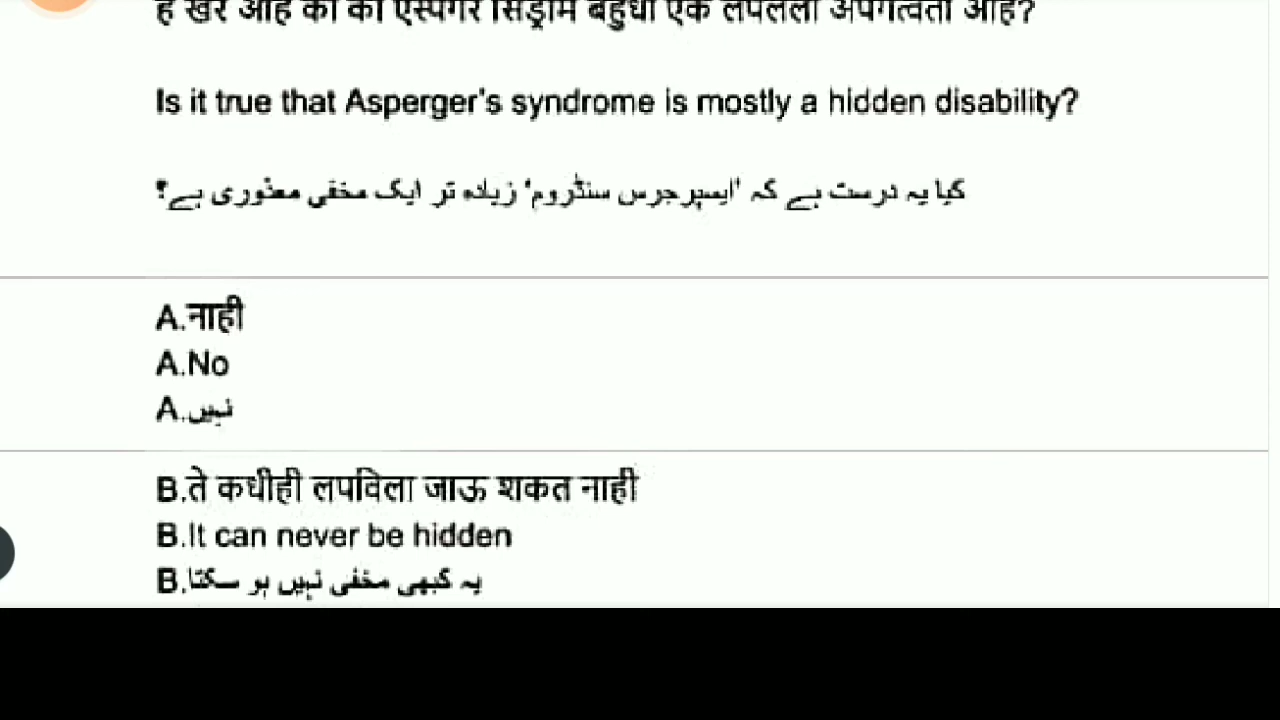 हे खरे आहे का की ऐस्पर्गर सिंड्रोम बहुधा एक लपलेली अपंगत्वता आहे?
Is it true that Asperger's syndrome is mostly a hidden disability?
کیا یہ درست ہے کہ 'ایسپرجرس سنڈروم' زیادہ تر ایک مخفی معذوری ہے؟
A.नाही
A.No
A.نہیں
B.ते कधीही लपविला जाऊ शकत नाही
B.It can never be hidden
B.یہ کبھی مخفی نہیں ہو سکتا